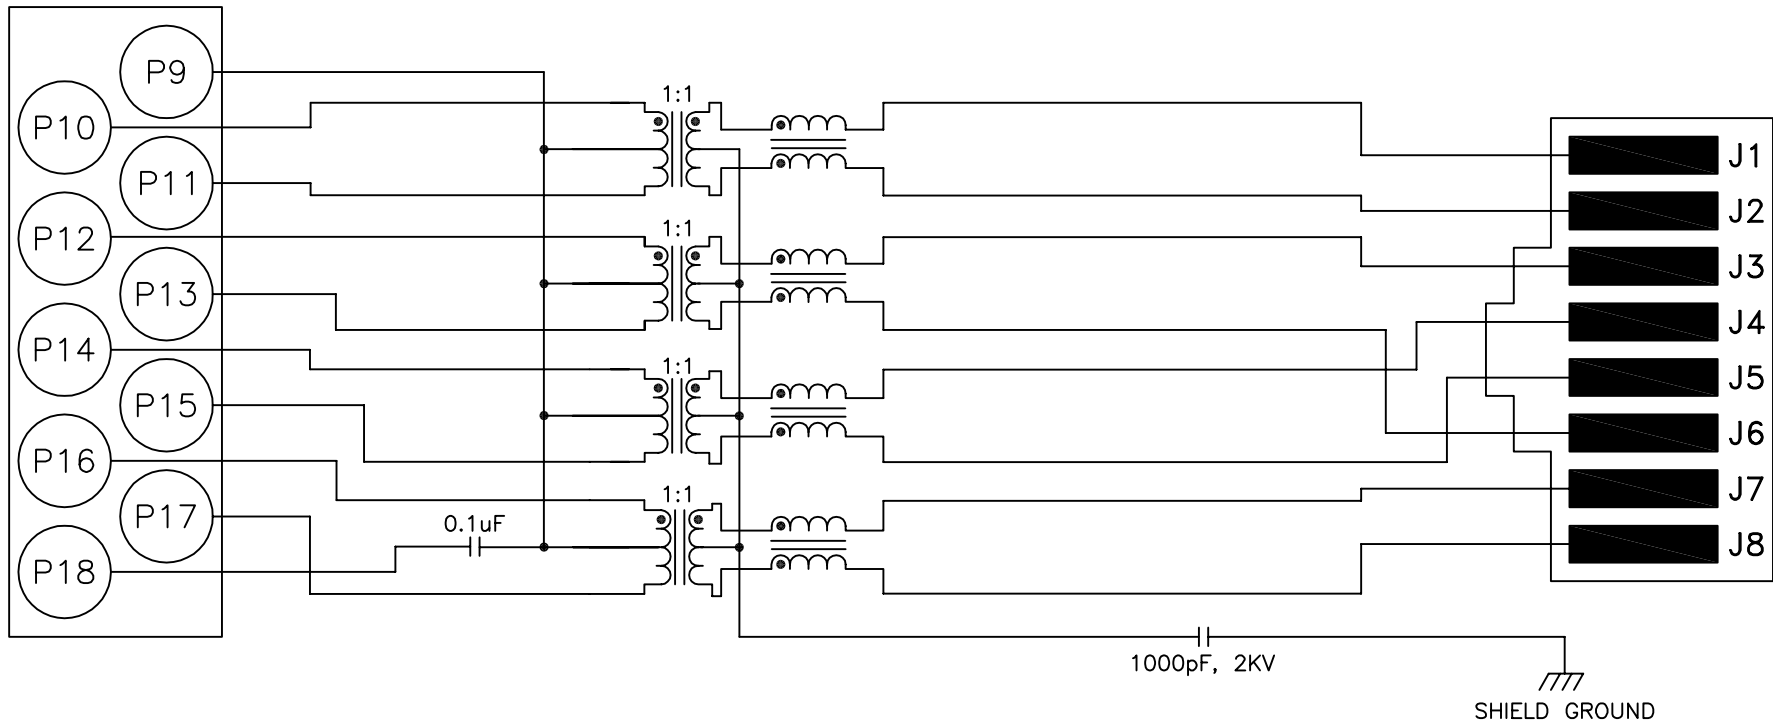 P9
P10
P11
P12
P13
P14
P15
P16
P17
P18
1:1
1:1
1:1
1:1
0.1uF
J1
J2
J3
J4
J5
J6
J7
J8
1000pF, 2KV
SHIELD GROUND